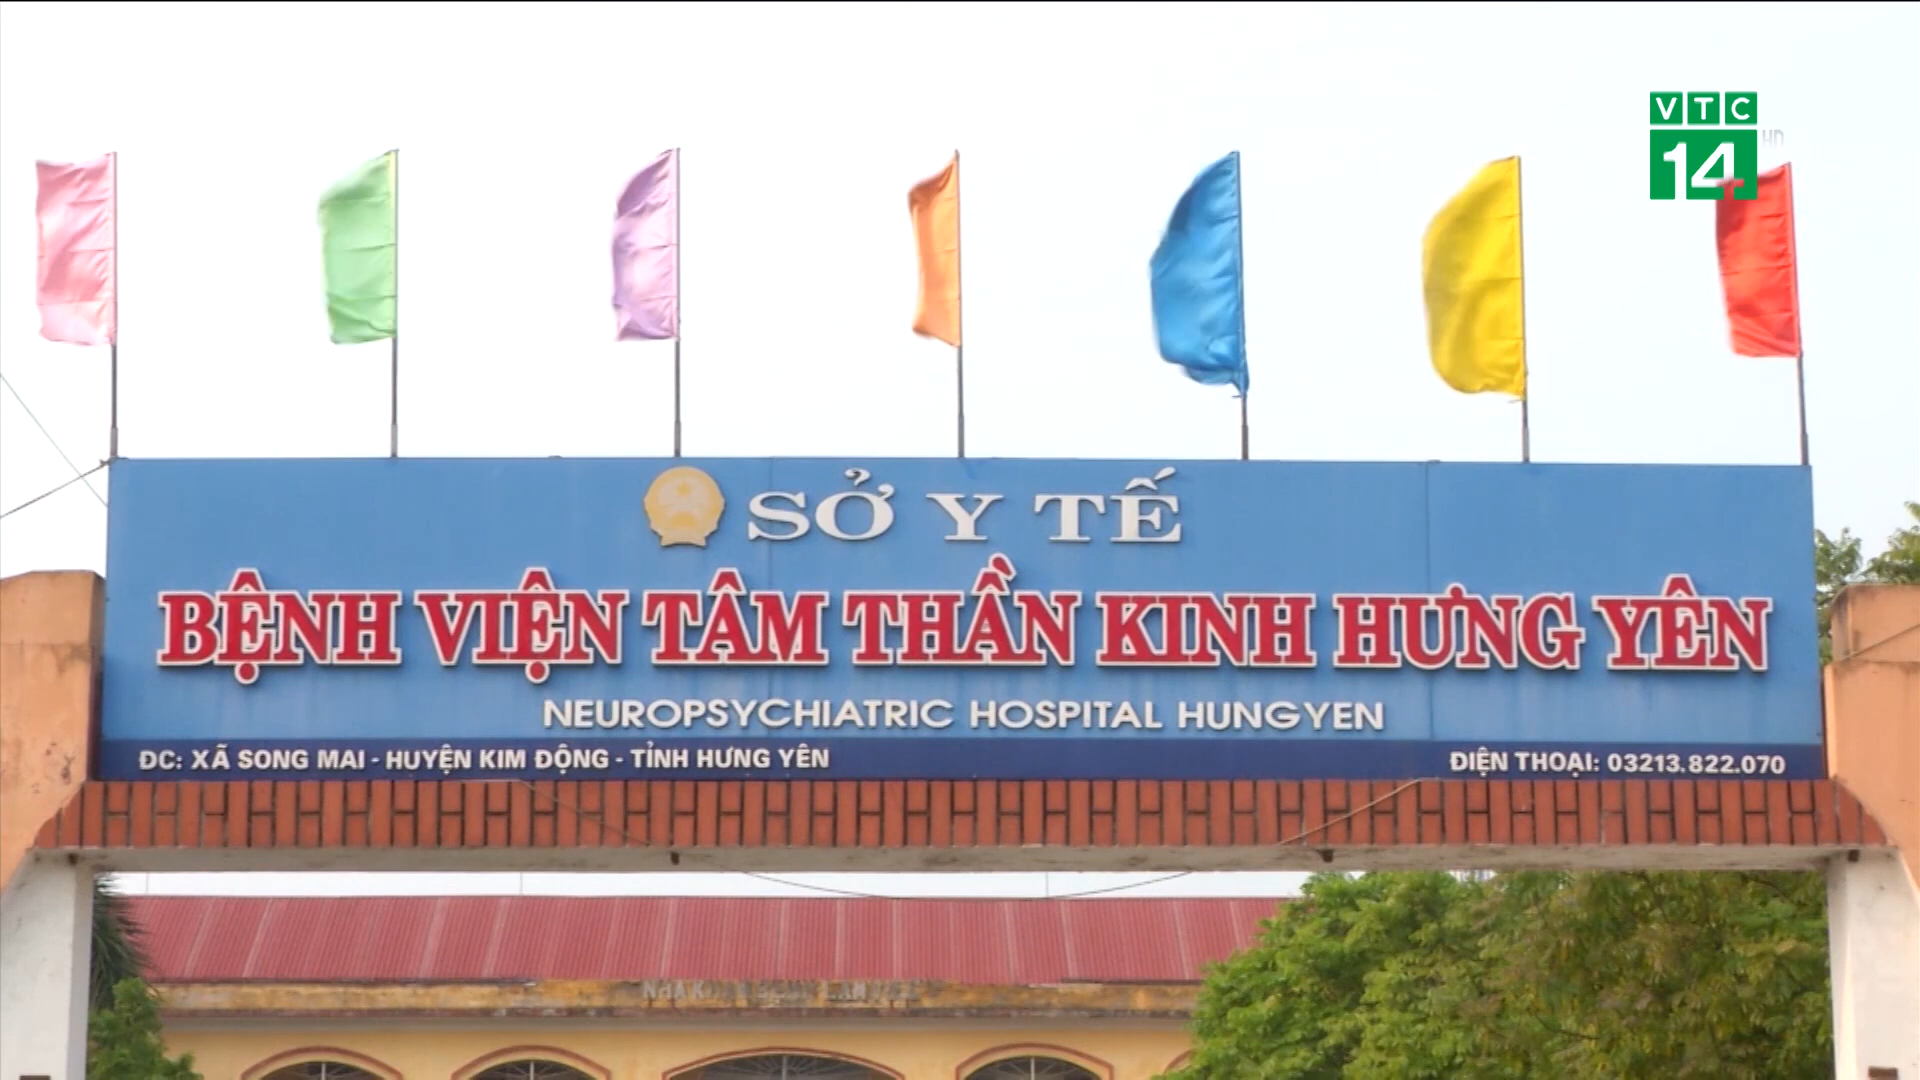 VTC
14
HD
SỞ Y TẾ
BỆNH VIỆN TÂM THẦN KINH HƯNG YÊN
NEUROPSYCHIATRIC HOSPITAL HUNGYEN
ĐC: XÃ SONG MAI - HUYỆN KIM ĐỘNG - TỈNH HƯNG YÊN
ĐIỆN THOẠI: 03213.822.070